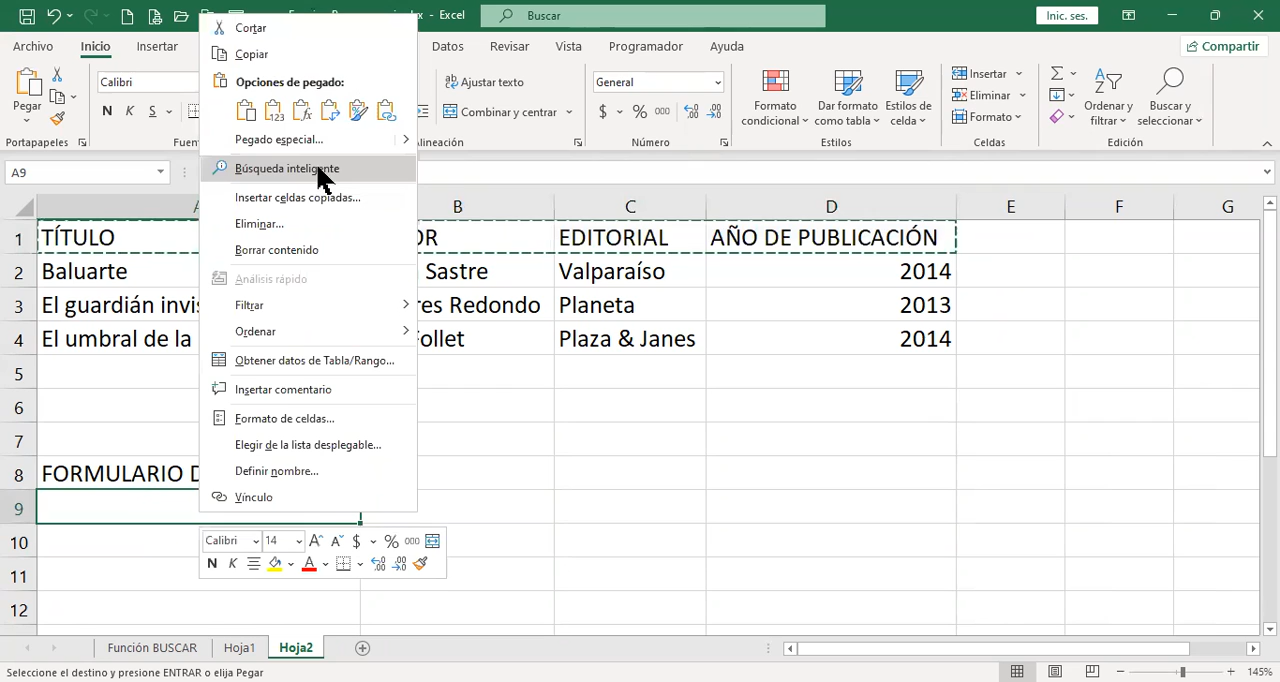 Excel
Buscar
Inic. ses.
Archivo
Inicio
Insertar
Datos
Revisar
Vista
Programador
Ayuda
Compartir
Pegar
Portapapeles
Calibri
N K S
Fuen
Ajustar texto
Combinar y centrar
lineación
General
$ % 000
Número
Formato
condicional
Dar formato
como tabla
Estilos de
celda
Estilos
Insertar
Eliminar
Formato
Celdas
Ordenar y
filtrar
Buscar y
seleccionar
Edición
A9
Cortar
Copiar
Opciones de pegado:
Pegado especial...
Búsqueda inteligente
Insertar celdas copiadas...
Eliminar...
Borrar contenido
Análisis rápido
Filtrar
Ordenar
Obtener datos de Tabla/Rango...
Insertar comentario
Formato de celdas...
Elegir de la lista desplegable...
Definir nombre...
Vínculo
Calibri 14 A A $ % 000
N K A
B C D E F G
1 TÍTULO OR EDITORIAL AÑO DE PUBLICACIÓN
2 Baluarte Sastre Valparaíso 2014
3 El guardián invis res Redondo Planeta 2013
4 El umbral de la Follet Plaza & Janes 2014
5
6
7
8 FORMULARIO D
9
10
11
12
Función BUSCAR
Hoja1
Hoja2
Seleccione el destino y presione ENTRAR o elija Pegar
145%